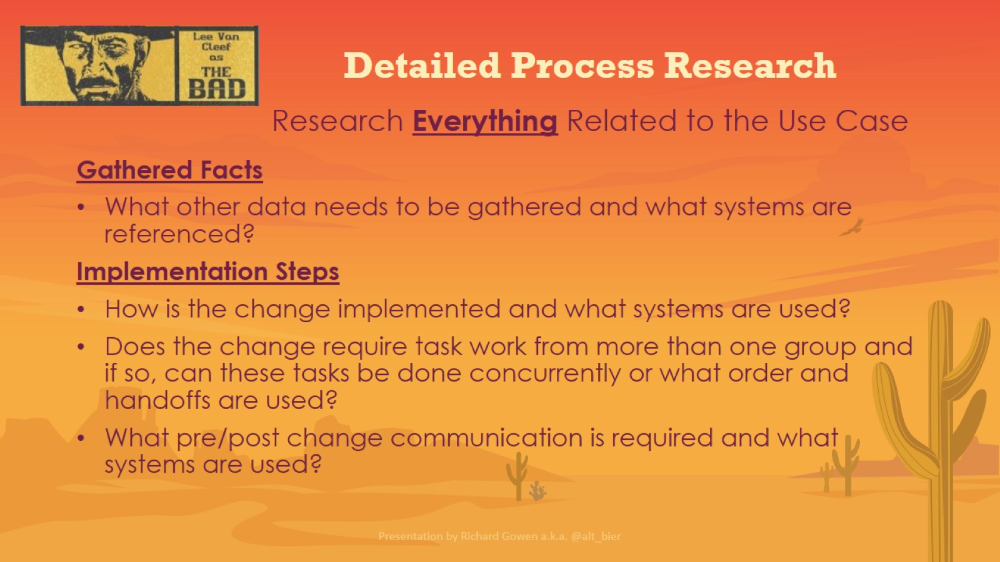 Lee Van
Cleef
as
THE
BAD
Detailed Process Research
Research Everything Related to the Use Case
Gathered Facts
• What other data needs to be gathered and what systems are
referenced?
Implementation Steps
• How is the change implemented and what systems are used?
• Does the change require task work from more than one group and
if so, can these tasks be done concurrently or what order and
handoffs are used?
• What pre/post change communication is required and what
systems are used?
Presentation by Richard Gowen a.k.a. @alt_bier